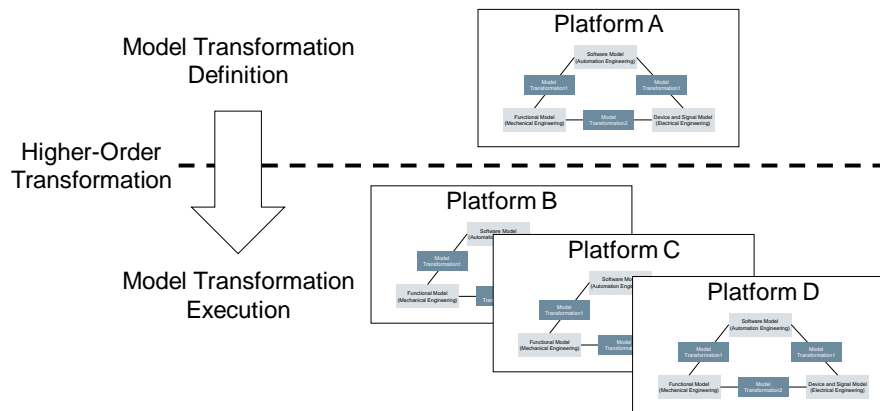 Model Transformation
Definition
Higher-Order
Transformation
Model Transformation
Execution
Platform A
Software Model
(Automation Engineering)
Model
Transformation1
Model
Transformation1
Functional Model
(Mechanical Engineering)
Model
Transformation2
Device and Signal Model
(Electrical Engineering)
Platform B
Software Model
(Automation
Model
Transformation1
Functional Model
(Mechanical Engineering)
Platform C
Software Model
(Automation Engineering)
Model
Transformation1
Functional Model
(Mechanical Engineering)
Platform D
Software Model
(Automation Engineering)
Model
Transformation1
Model
Transformation1
Functional Model
(Mechanical Engineering)
Model
Transformation2
Device and Signal Model
(Electrical Engineering)